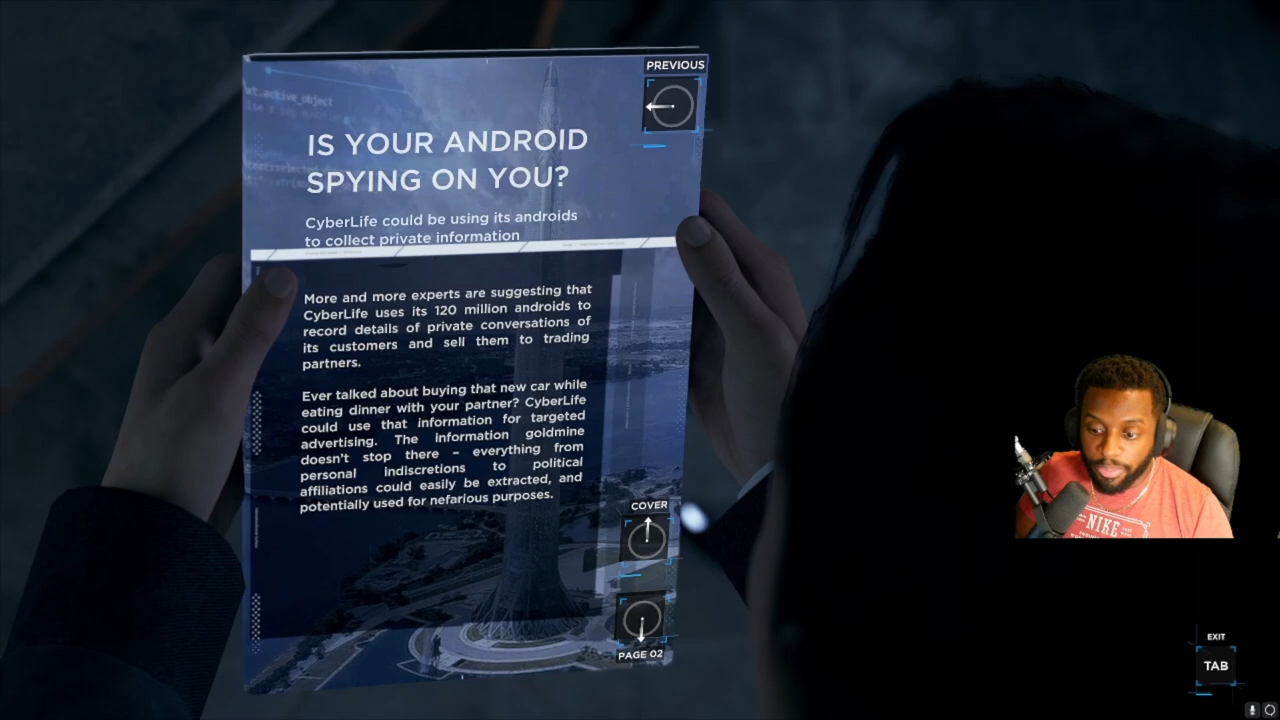 PREVIOUS
IS YOUR ANDROID
SPYING ON YOU?
CyberLife could be using its androids
to collect private information
More and more experts are suggesting that
CyberLife uses its 120 million androids to
record details of private conversations of
its customers and sell them to trading
partners.
Ever talked about buying that new car while
eating dinner with your partner? CyberLife
could use that information for targeted
advertising. The information goldmine
doesn't stop there – everything from
personal indiscretions to political
affiliations could easily be extracted, and
potentially used for nefarious purposes.
COVER
PAGE 02
NIKE
EXIT
TAB